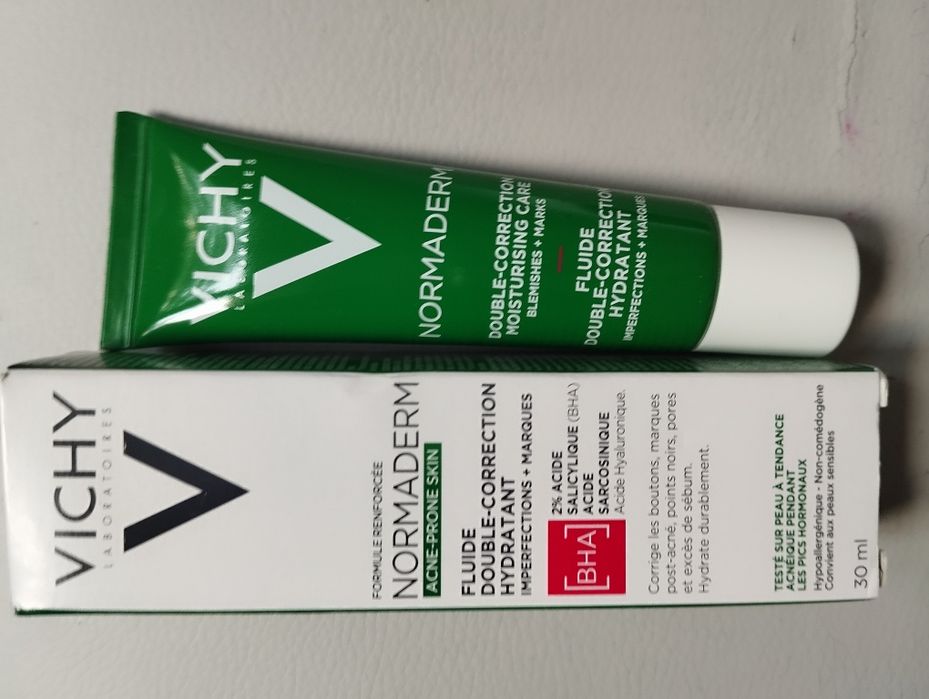 VICHY
LABORATOIRES
NORMADERM
DOUBLE-CORRECTION
MOISTURISING CARE
BLEMISHES + MARKS
FLUIDE
DOUBLE-CORRECTION
HYDRATANT
IMPERFECTIONS + MARQUES
VICHY
LABORATOIRES
FORMULE RENFORCÉE
NORMADERM
ACNE-PRONE SKIN
FLUIDE
DOUBLE-CORRECTION
HYDRATANT
IMPERFECTIONS + MARQUES
[BHA]
2% ACIDE
SALICYLIQUE (BHA)
ACIDE
SARCOSINIQUE
Acide Hyaluronique.
Corrige les boutons, marques
post-acné, points noirs, pores
et excès de sébum.
Hydrate durablement.
TESTÉ SUR PEAU À TENDANCE
ACNÉIQUE PENDANT
LES PICS HORMONAUX
Hypoallergénique - Non-comédogène
Convient aux peaux sensibles
30 ml